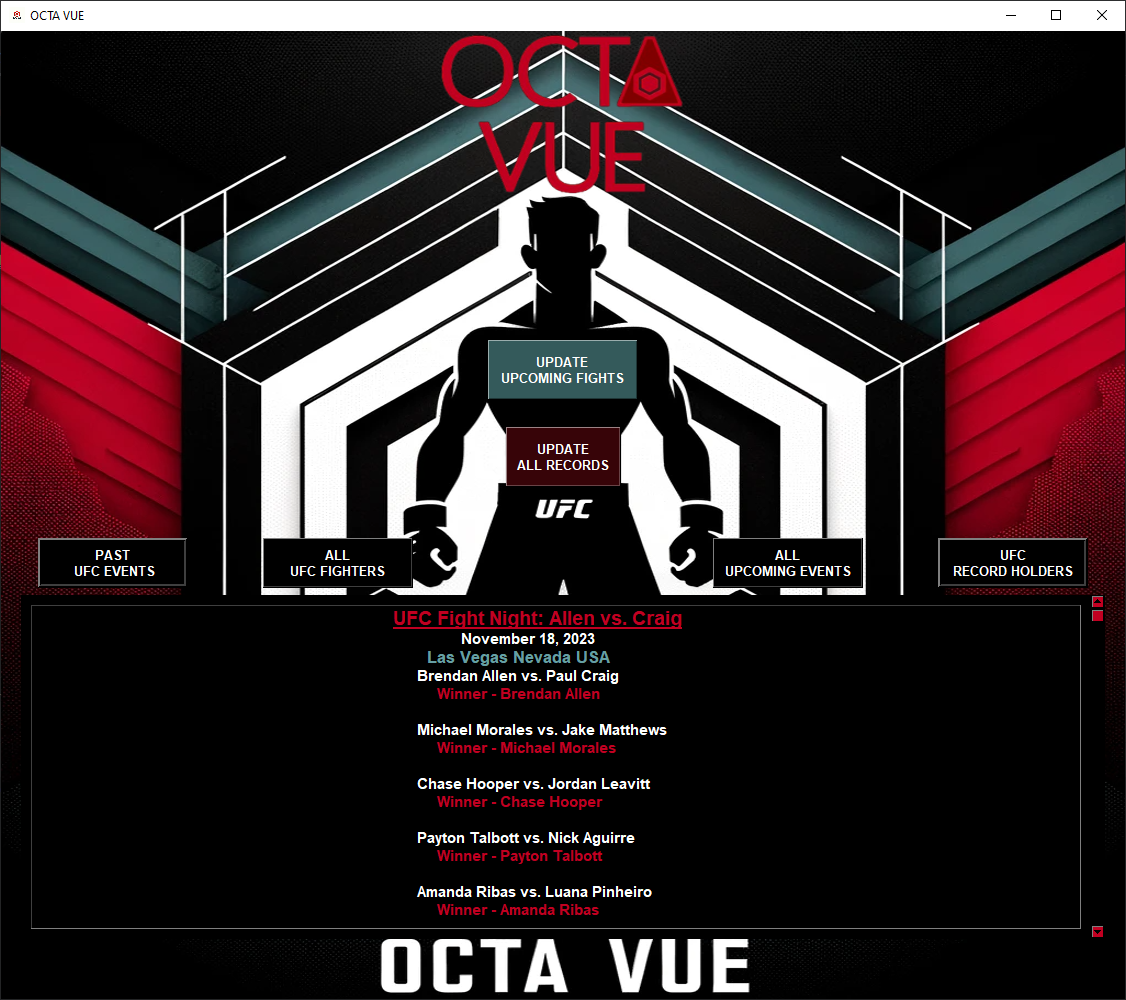 OCTA VUE
OCTA
VUE
UPDATE
UPCOMING FIGHTS
UPDATE
ALL RECORDS
UFC
PAST
UFC EVENTS
ALL
UFC FIGHTERS
ALL
UPCOMING EVENTS
UFC
RECORD HOLDERS
UFC Fight Night: Allen vs. Craig
November 18, 2023
Las Vegas Nevada USA
Brendan Allen vs. Paul Craig
Winner - Brendan Allen
Michael Morales vs. Jake Matthews
Winner - Michael Morales
Chase Hooper vs. Jordan Leavitt
Winner - Chase Hooper
Payton Talbott vs. Nick Aguirre
Winner - Payton Talbott
Amanda Ribas vs. Luana Pinheiro
Winner - Amanda Ribas
OCTA VUE